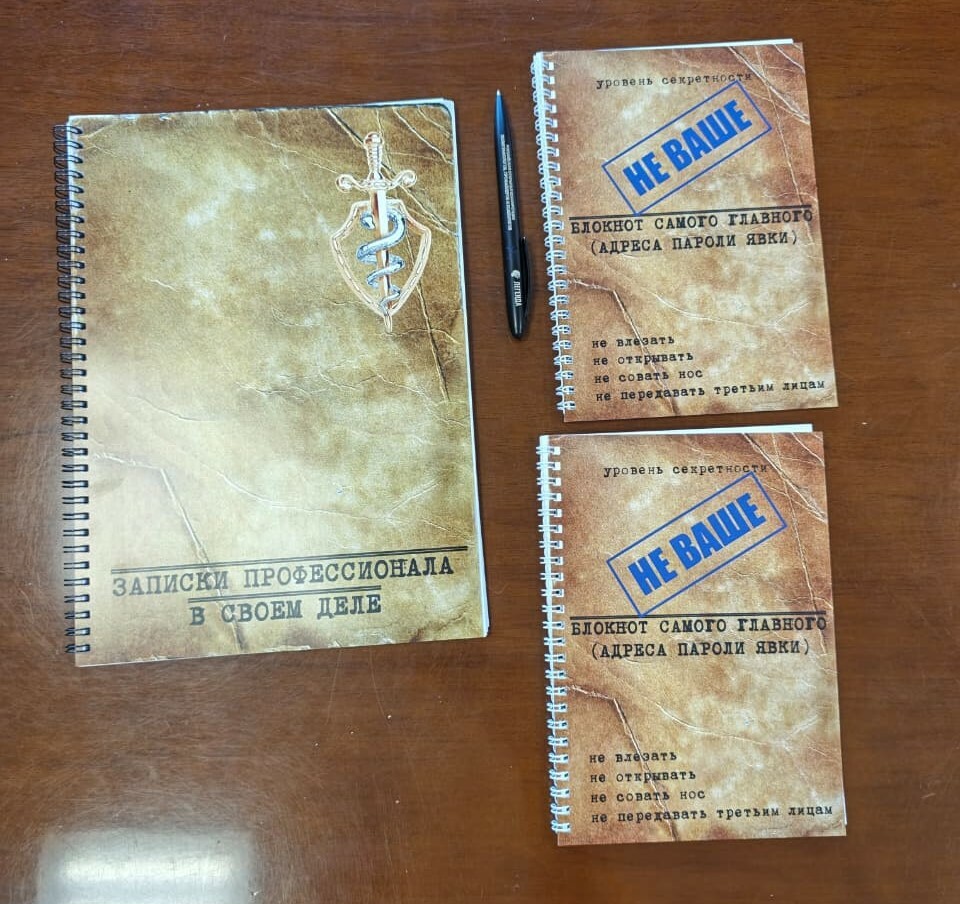 ЗАПИСКИ ПРОФЕССИОНАЛА
В СВОЕМ ДЕЛЕ
ЛЕГЕНДА
уровень секретности
НЕ ВАШЕ
БЛОКНОТ САМОГО ГЛАВНОГО
(АДРЕСА ПАРОЛИ ЯВКИ)
не влезать
не открывать
не совать нос
не передавать третьим лицам
уровень секретности
НЕ ВАШЕ
БЛОКНОТ САМОГО ГЛАВНОГО
(АДРЕСА ПАРОЛИ ЯВКИ)
не влезать
не открывать
не совать нос
не передавать третьим лицам